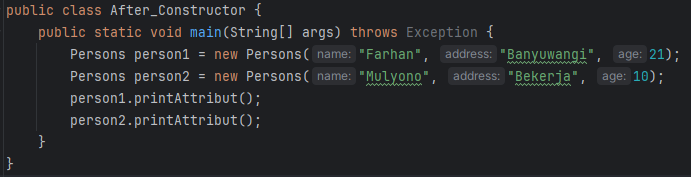 public class After_Constructor {
public static void main(String[] args) throws Exception {
Persons person1 = new Persons( name: "Farhan", address: "Banyuwangi", age: 21);
Persons person2 = new Persons( name: "Mulyono", address: "Bekerja", age: 10);
person1.printAttribut();
person2.printAttribut();
}
}